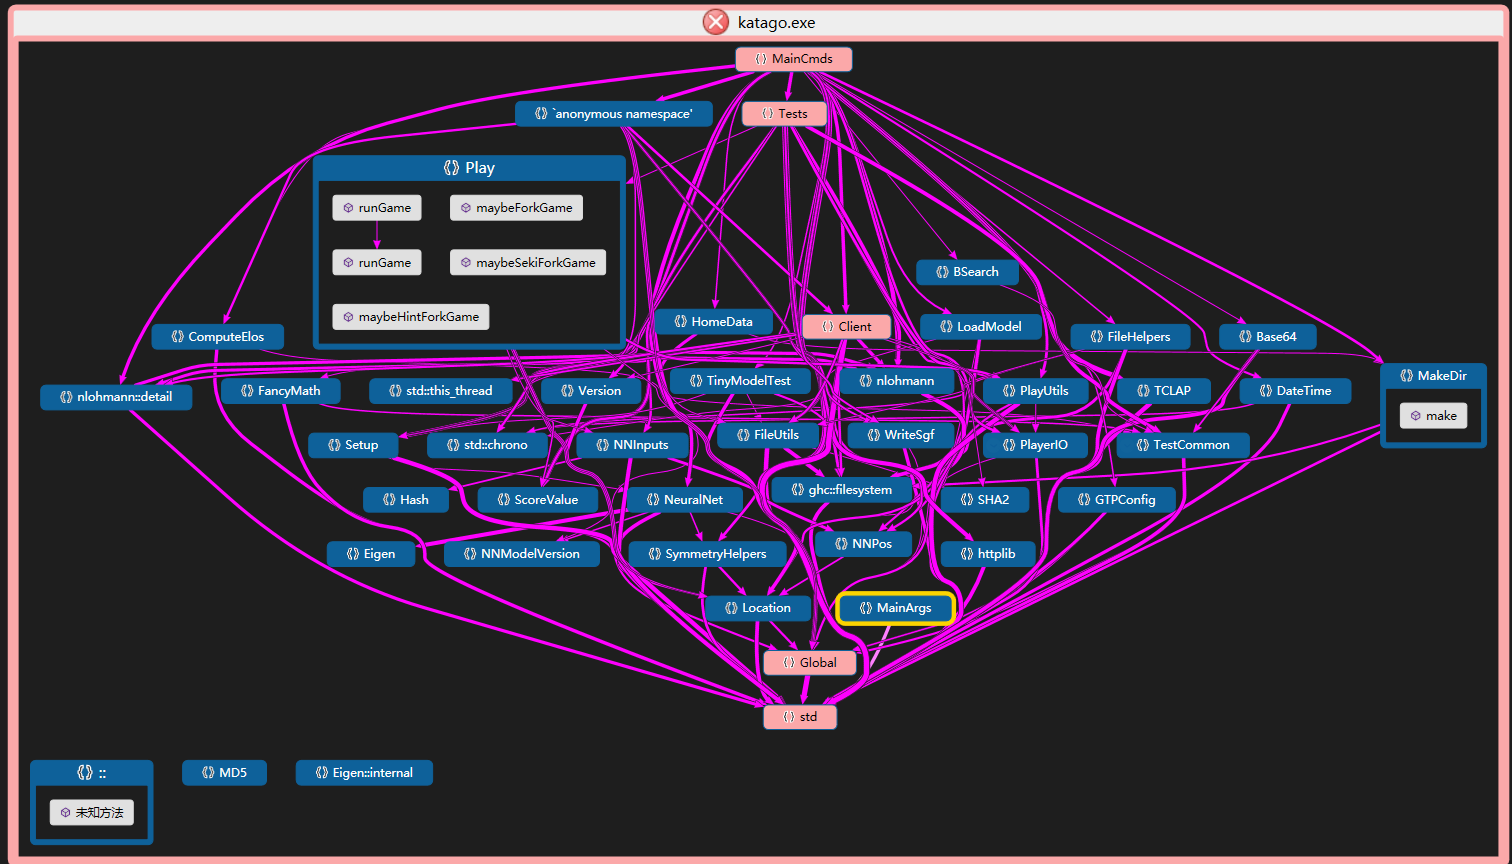 katago.exe
MainCmds
`anonymous namespace'
Tests
Play
runGame
maybeForkGame
runGame
maybeSekiForkGame
maybeHintForkGame
BSearch
HomeData
Client
LoadModel
ComputeElos
FileHelpers
Base64
MakeDir
make
nlohmann::detail
FancyMath
std::this_thread
Version
TinyModelTest
nlohmann
PlayUtils
TCLAP
DateTime
Setup
std::chrono
NNInputs
FileUtils
WriteSgf
PlayerIO
TestCommon
Hash
ScoreValue
NeuralNet
ghc::filesystem
SHA2
GTPConfig
Eigen
NNModelVersion
SymmetryHelpers
NNPos
httplib
Location
MainArgs
Global
std
::
未知方法
MD5
Eigen::internal